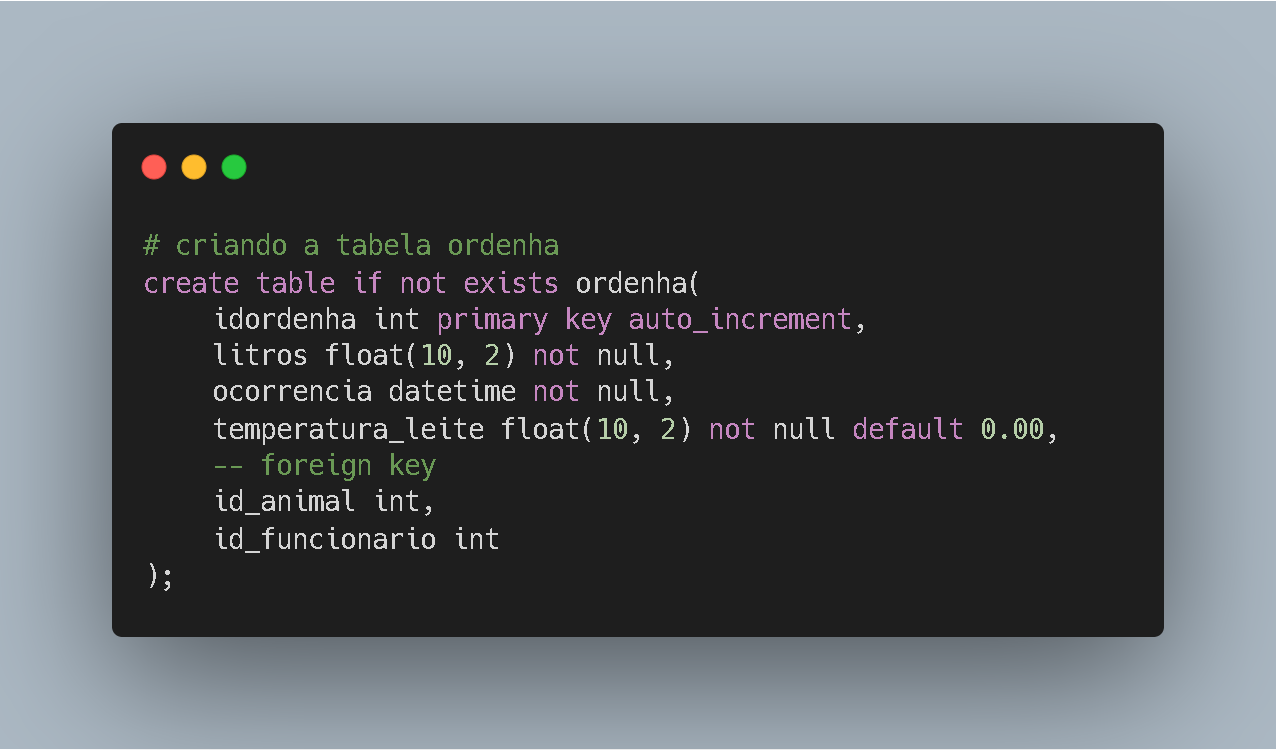 # criando a tabela ordenha
create table if not exists ordenha(
idordenha int primary key auto_increment,
litros float(10, 2) not null,
ocorrencia datetime not null,
temperatura_leite float(10, 2) not null default 0.00,
-- foreign key
id_animal int,
id_funcionario int
);